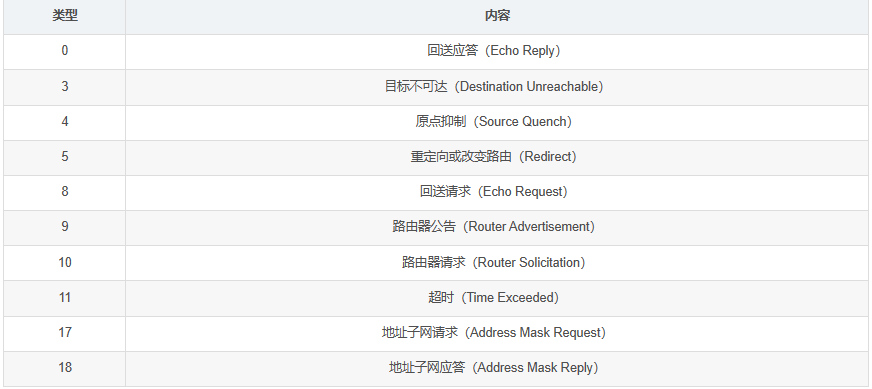 类型 内容
0 回送应答（Echo Reply）
3 目标不可达（Destination Unreachable）
4 原点抑制（Source Quench）
5 重定向或改变路由（Redirect）
8 回送请求（Echo Request）
9 路由器公告（Router Advertisement）
10 路由器请求（Router Solicitation）
11 超时（Time Exceeded）
17 地址子网请求（Address Mask Request）
18 地址子网应答（Address Mask Reply）